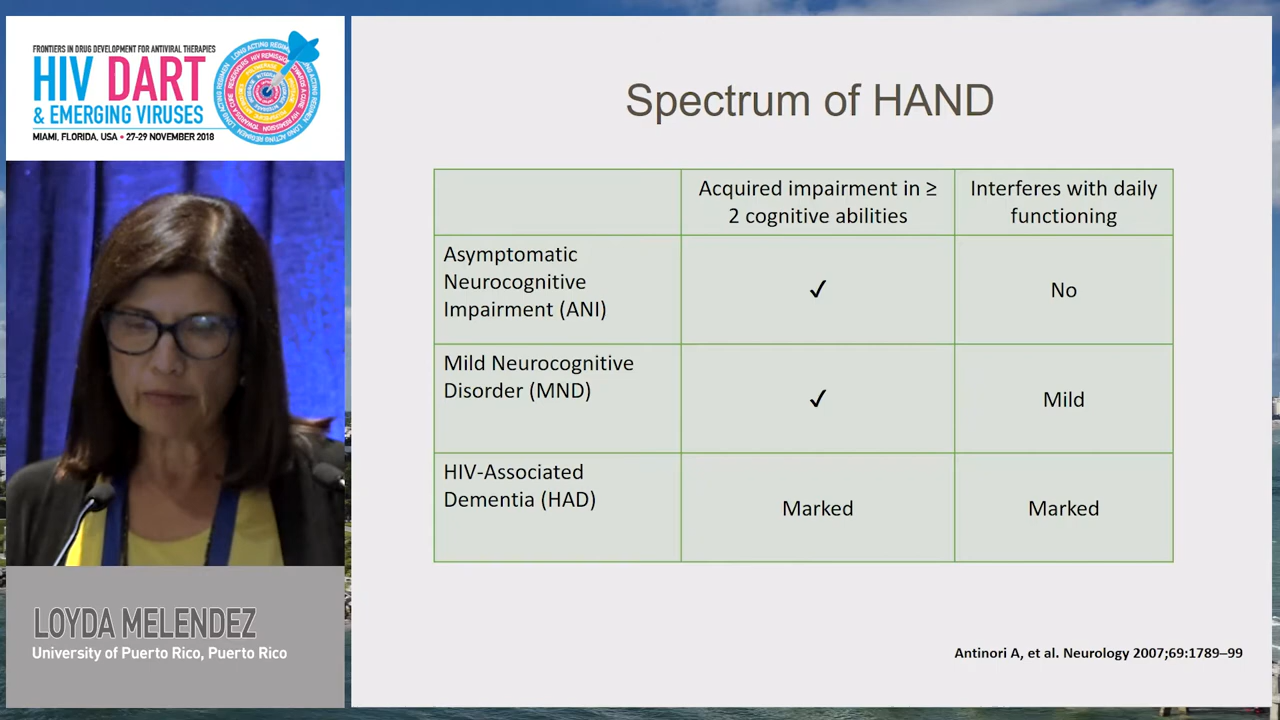 FRONTIERS IN DRUG DEVELOPMENT FOR ANTIVIRAL THERAPIES
HIV DART
& EMERGING VIRUSES
MIAMI, FLORIDA, USA • 27-29 NOVEMBER 2018
LOYDA MELENDEZ
University of Puerto Rico, Puerto Rico
Spectrum of HAND
Acquired impairment in ≥
2 cognitive abilities
Interferes with daily
functioning
Asymptomatic
Neurocognitive
Impairment (ANI)
✓
No
Mild Neurocognitive
Disorder (MND)
✓
Mild
HIV-Associated
Dementia (HAD)
Marked
Marked
Antinori A, et al. Neurology 2007;69:1789–99